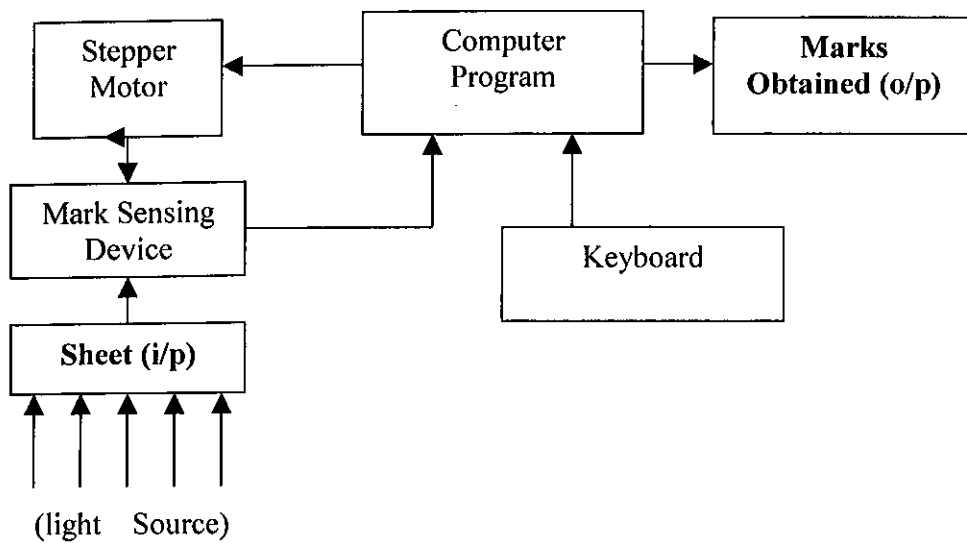 Stepper
Motor
Computer
Program
Marks
Obtained (o/p)
Mark Sensing
Device
Keyboard
Sheet (i/p)
(light Source)